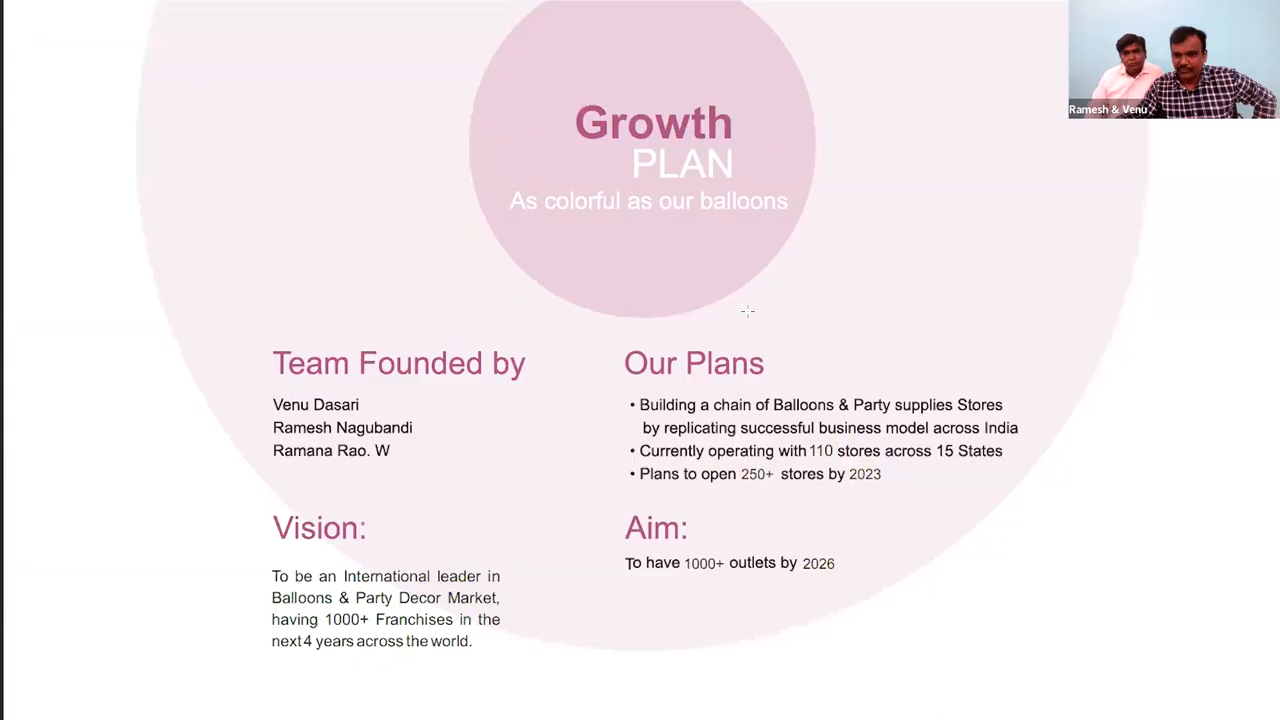 Growth
PLAN
As colorful as our balloons
Ramesh & Venu
Team Founded by
Venu Dasari
Ramesh Nagubandi
Ramana Rao. W
Our Plans
• Building a chain of Balloons & Party supplies Stores
by replicating successful business model across India
• Currently operating with 110 stores across 15 States
• Plans to open 250+ stores by 2023
Vision:
To be an International leader in
Balloons & Party Decor Market,
having 1000+ Franchises in the
next 4 years across the world.
Aim:
To have 1000+ outlets by 2026